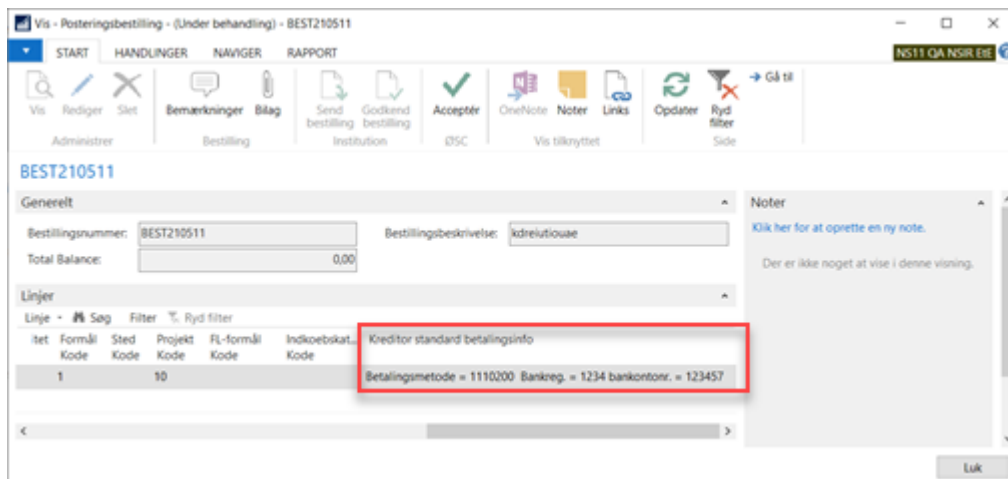 Vis - Posteringsbestilling - (Under behandling) - BEST210511
START HANDLINGER NAVIGER RAPPORT
NS11 QA NSIR EtE
Vis Rediger Slet Bemærkninger Bilag Send bestilling Godkend bestilling Acceptér OneNote Noter Links Opdater Ryd filter Gå til
Administrer Bestilling Institution ØSC Vis tilknyttet Side
BEST210511
Generelt
Bestillingsnummer: BEST210511 Bestillingsbeskrivelse: kdreiutiouae
Total Balance: 0,00
Noter
Klik her for at oprette en ny note.
Der er ikke noget at vise i denne visning.
Linjer
Linje Søg Filter Ryd filter
itet Formål Kode Sted Kode Projekt Kode FL-formål Kode Indkoebskat... Kode Kreditor standard betalingsinfo
1 10 Betalingsmetode = 1110200 Bankreg. = 1234 bankontonr. = 123457
Luk